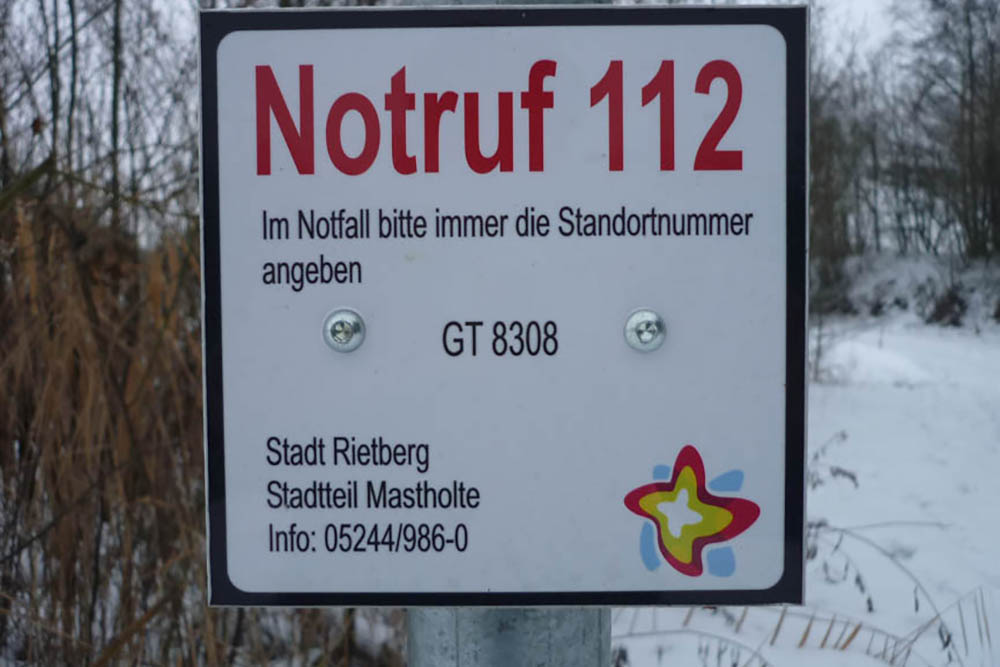 Notruf 112
Im Notfall bitte immer die Standortnummer
angeben
GT 8308
Stadt Rietberg
Stadtteil Mastholte
Info: 05244/986-0